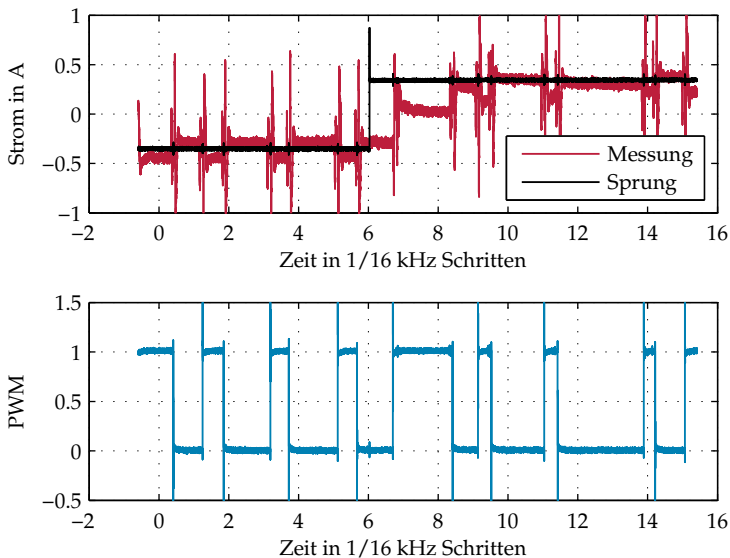 1
0.5
0
−0.5
−1
Strom in A
Messung
Sprung
−2 0 2 4 6 8 10 12 14 16
Zeit in 1/16 kHz Schritten
1.5
1
0.5
0
−0.5
PWM
−2 0 2 4 6 8 10 12 14 16
Zeit in 1/16 kHz Schritten